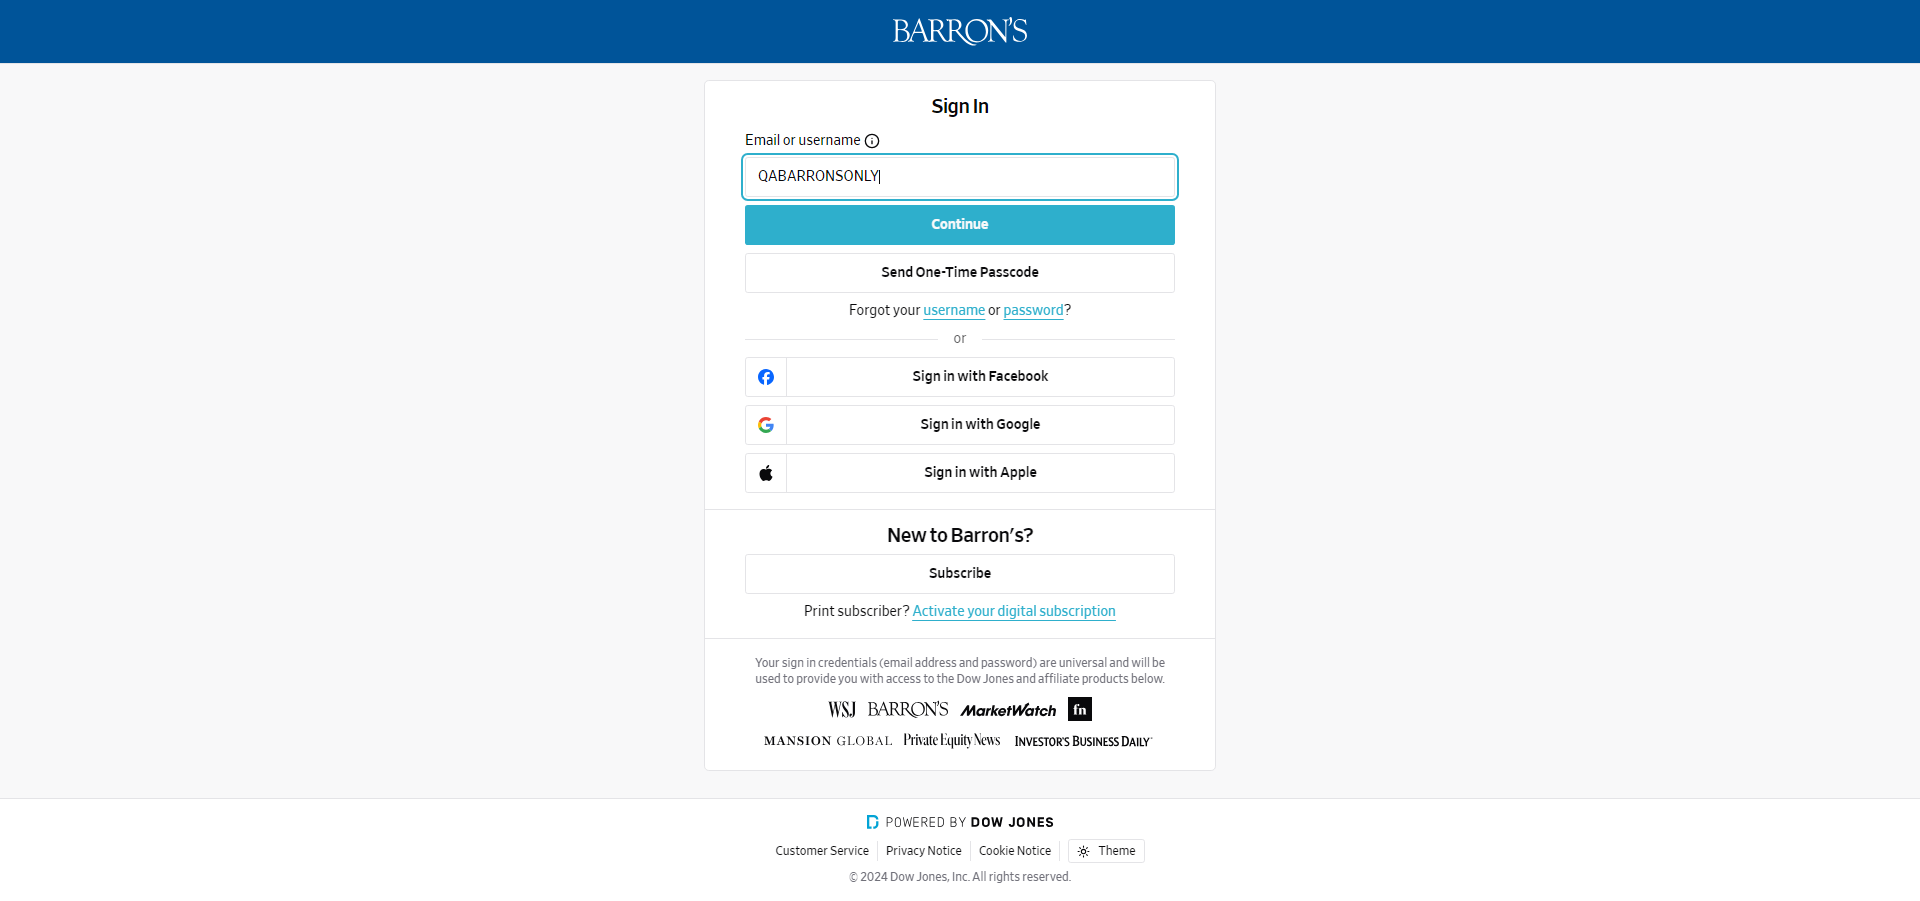 BARRON'S
Sign In
Email or username
QABARRONSONLY
Continue
Send One-Time Passcode
Forgot your username or password?
or
Sign in with Facebook
Sign in with Google
Sign in with Apple
New to Barron's?
Subscribe
Print subscriber? Activate your digital subscription
Your sign in credentials (email address and password) are universal and will be
used to provide you with access to the Dow Jones and affiliate products below.
WSJ BARRON'S MarketWatch fn
MANSION GLOBAL Private Equity News INVESTOR'S BUSINESS DAILY
POWERED BY DOW JONES
Customer Service Privacy Notice Cookie Notice Theme
© 2024 Dow Jones, Inc. All rights reserved.